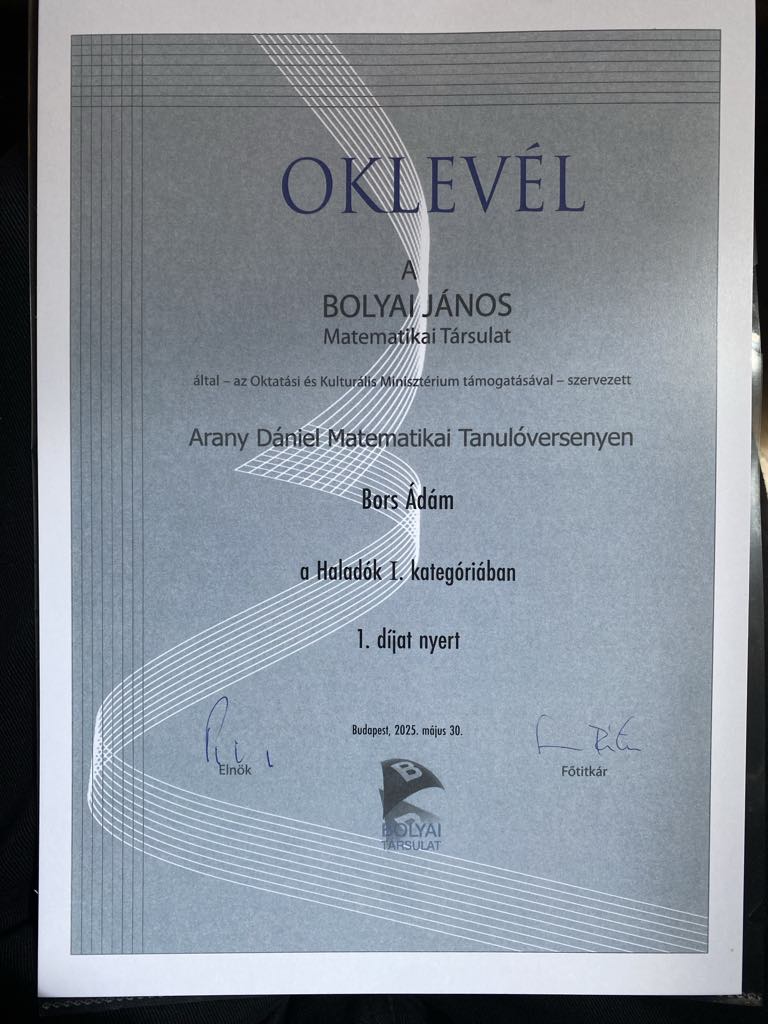 OKLEVÉL
A
BOLYAI JÁNOS
Matematikai Társulat
által – az Oktatási és Kulturális Minisztérium támogatásával – szervezett
Arany Dániel Matematikai Tanulóversenyen
Bors Ádám
a Haladók I. kategóriában
1. díjat nyert
Budapest, 2025. május 30.
Elnök
Főtitkár
B
BOLYAI
TÁRSULAT